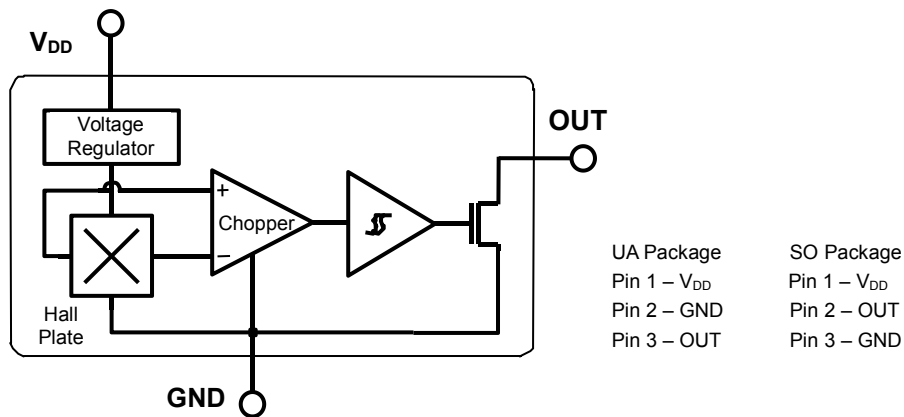 VDD
Voltage
Regulator
OUT
+
Chopper
−
Hall
Plate
GND
UA Package
Pin 1 – VDD
Pin 2 – GND
Pin 3 – OUT
SO Package
Pin 1 – VDD
Pin 2 – OUT
Pin 3 – GND